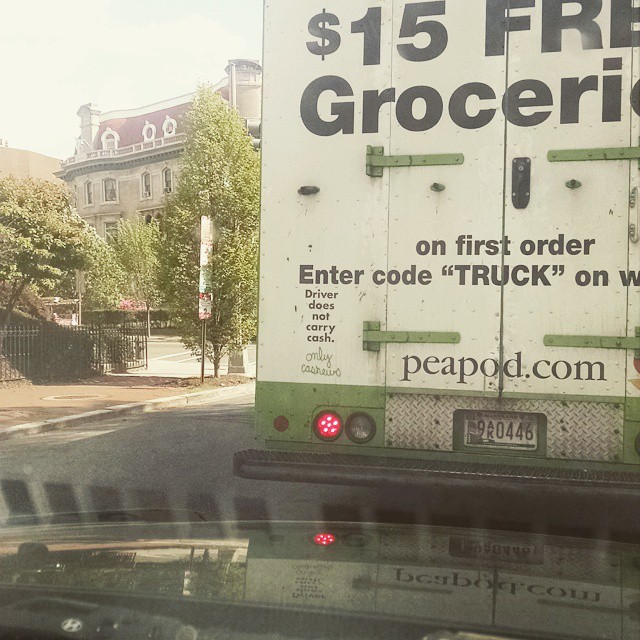 $15 FRE
Groceri
on first order
Enter code “TRUCK” on w
Driver
does
not
carry
cash.
only
cashews
peapod.com
9A0446